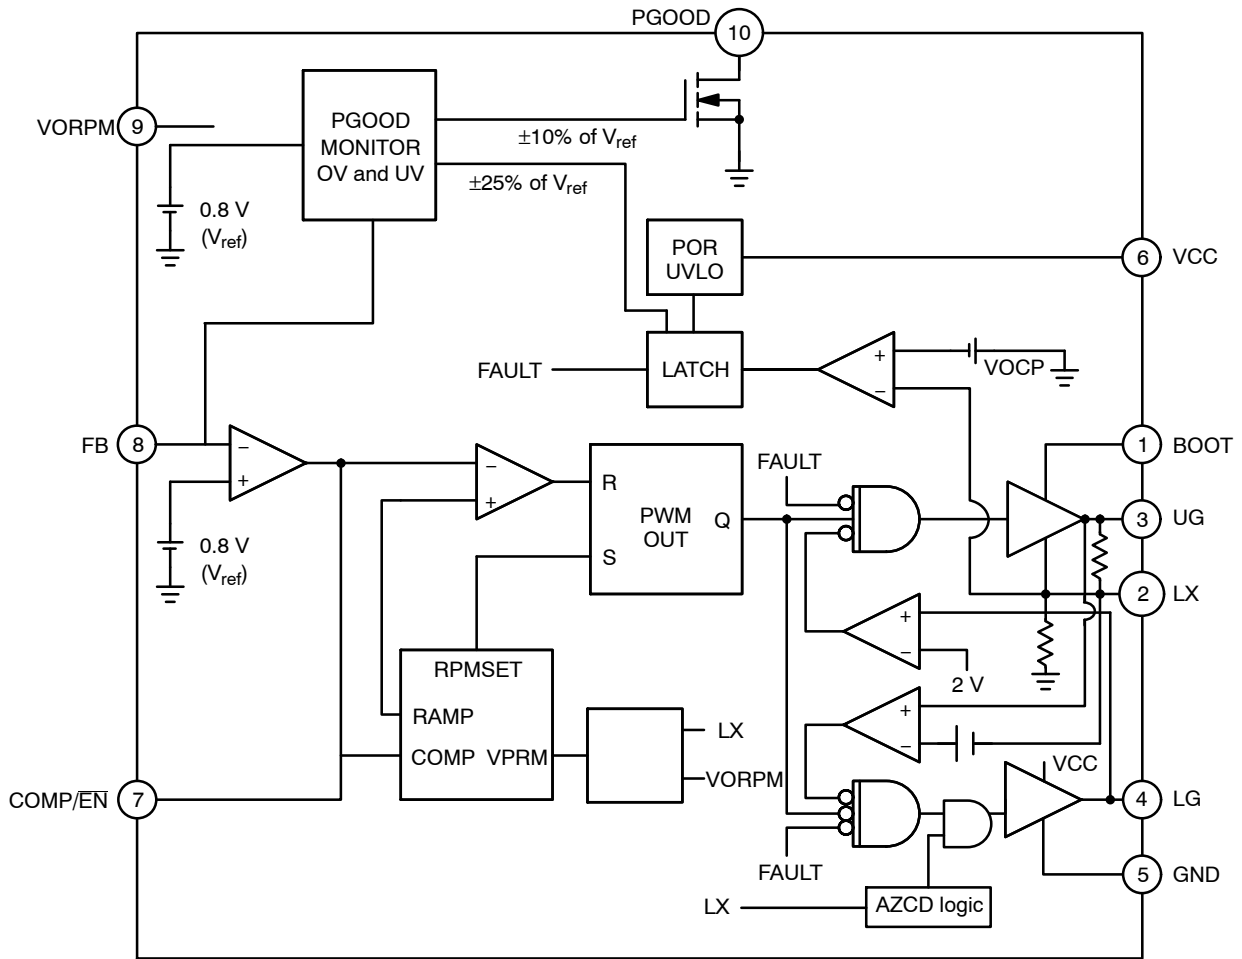 PGOOD
10
VORPM
9
PGOOD
MONITOR
OV and UV
±10% of Vref
±25% of Vref
0.8 V
(Vref)
POR
UVLO
6
VCC
FAULT
LATCH
+
−
VOCP
FB
8
−
+
0.8 V
(Vref)
−
+
R
S
PWM
OUT
Q
FAULT
1
BOOT
3
UG
2
LX
+
−
2 V
RPMSET
RAMP
COMP
VPRM
LX
VORPM
+
−
VCC
COMP/EN
7
4
LG
FAULT
5
GND
LX
AZCD logic